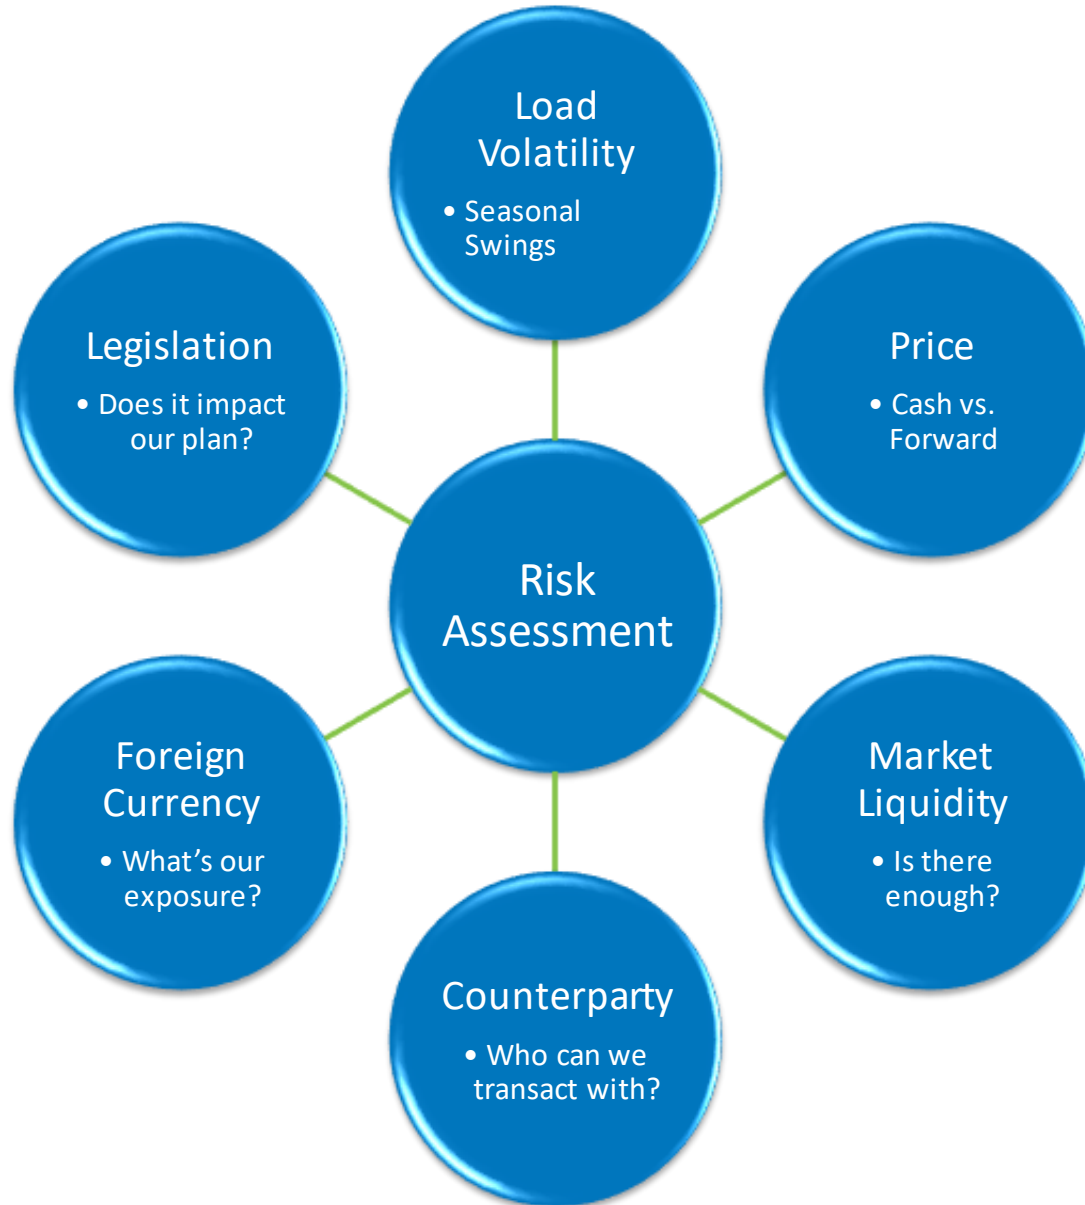 Load
Volatility
• Seasonal
Swings
Price
• Cash vs.
Forward
Market
Liquidity
• Is there
enough?
Counterparty
• Who can we
transact with?
Foreign
Currency
• What’s our
exposure?
Legislation
• Does it impact
our plan?
Risk
Assessment